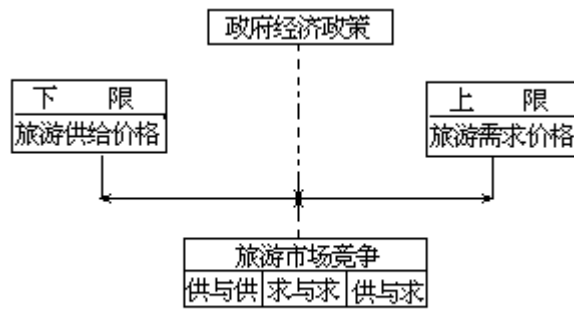 政府经济政策
下 限
旅游供给价格
上 限
旅游需求价格
旅游市场竞争
供与供 求与求 供与求